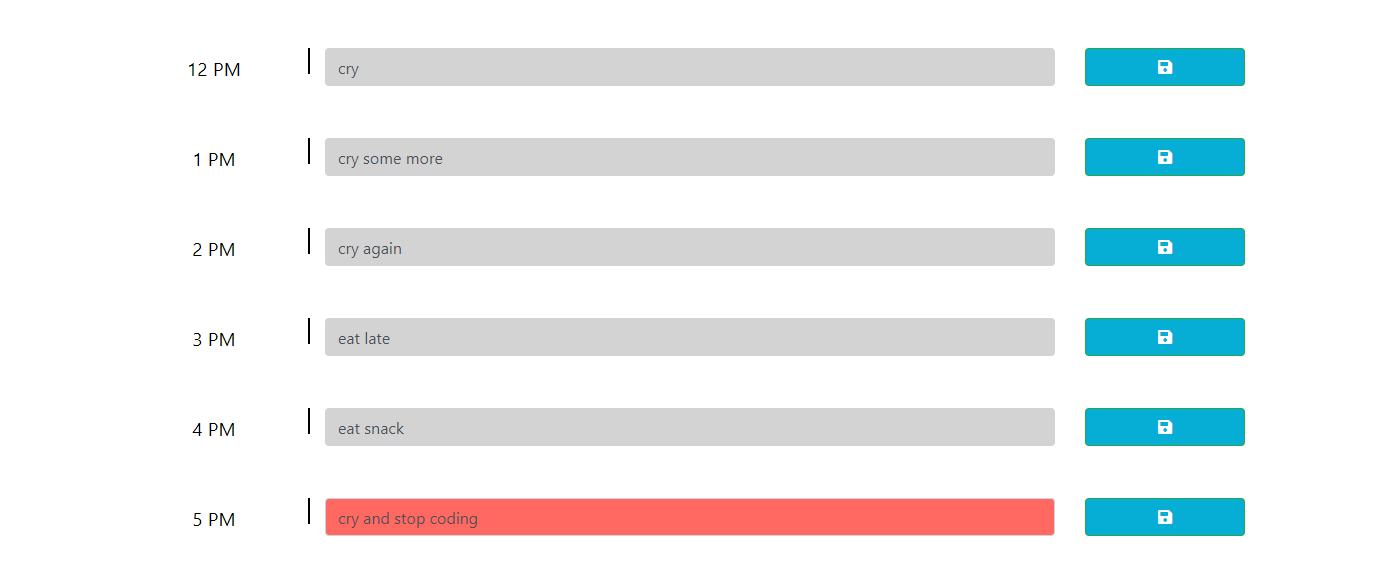 12 PM cry
1 PM cry some more
2 PM cry again
3 PM eat late
4 PM eat snack
5 PM cry and stop coding